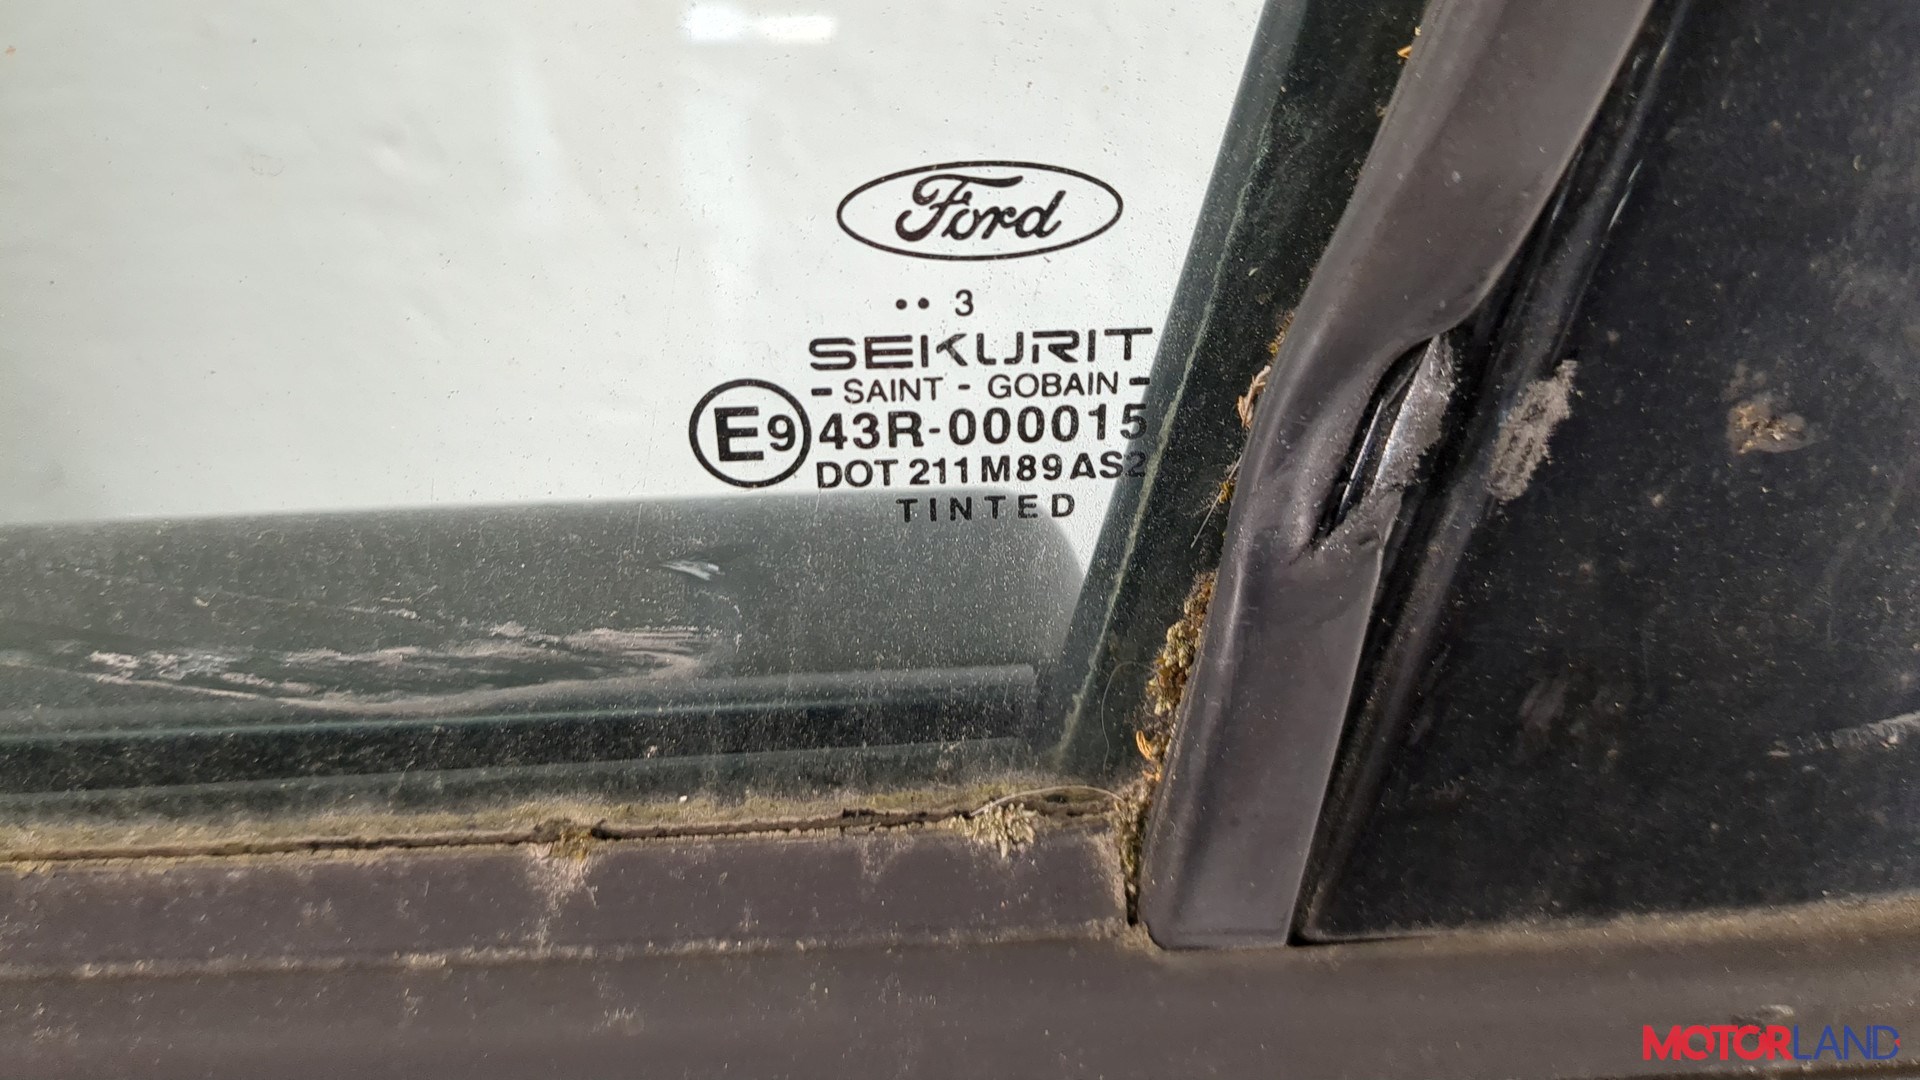 Ford
•• 3
SEKURIT
- SAINT - GOBAIN -
E9 43R-000015
DOT 211 M89 AS2
TINTED
MOTORLAND